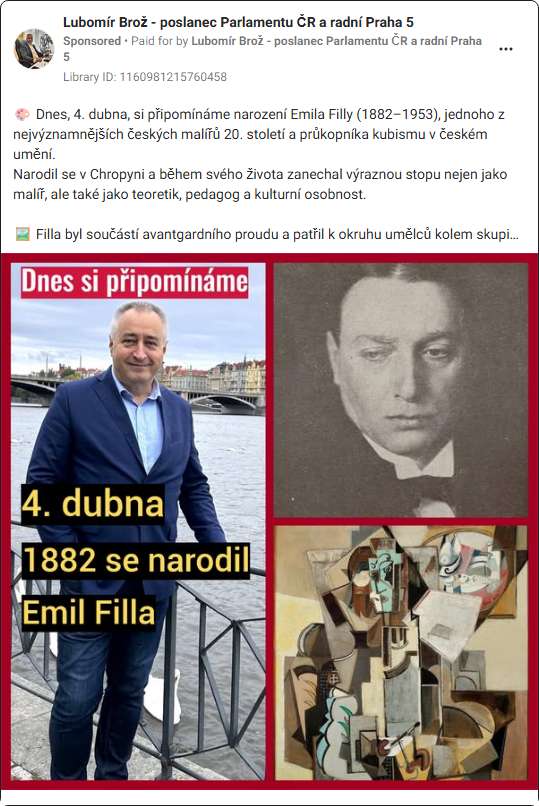 Lubomír Brož - poslanec Parlamentu ČR a radní Praha 5
Sponsored • Paid for by Lubomír Brož - poslanec Parlamentu ČR a radní Praha
5
Library ID: 1160981215760458
🎨 Dnes, 4. dubna, si připomínáme narození Emila Filly (1882–1953), jednoho z
nejvýznamnějších českých malířů 20. století a průkopníka kubismu v českém
umění.
Narodil se v Chropyni a během svého života zanechal výraznou stopu nejen jako
malíř, ale také jako teoretik, pedagog a kulturní osobnost.
🖼️ Filla byl součástí avantgardního proudu a patřil k okruhu umělců kolem skupi...
Dnes si připomínáme
4. dubna
1882 se narodil
Emil Filla